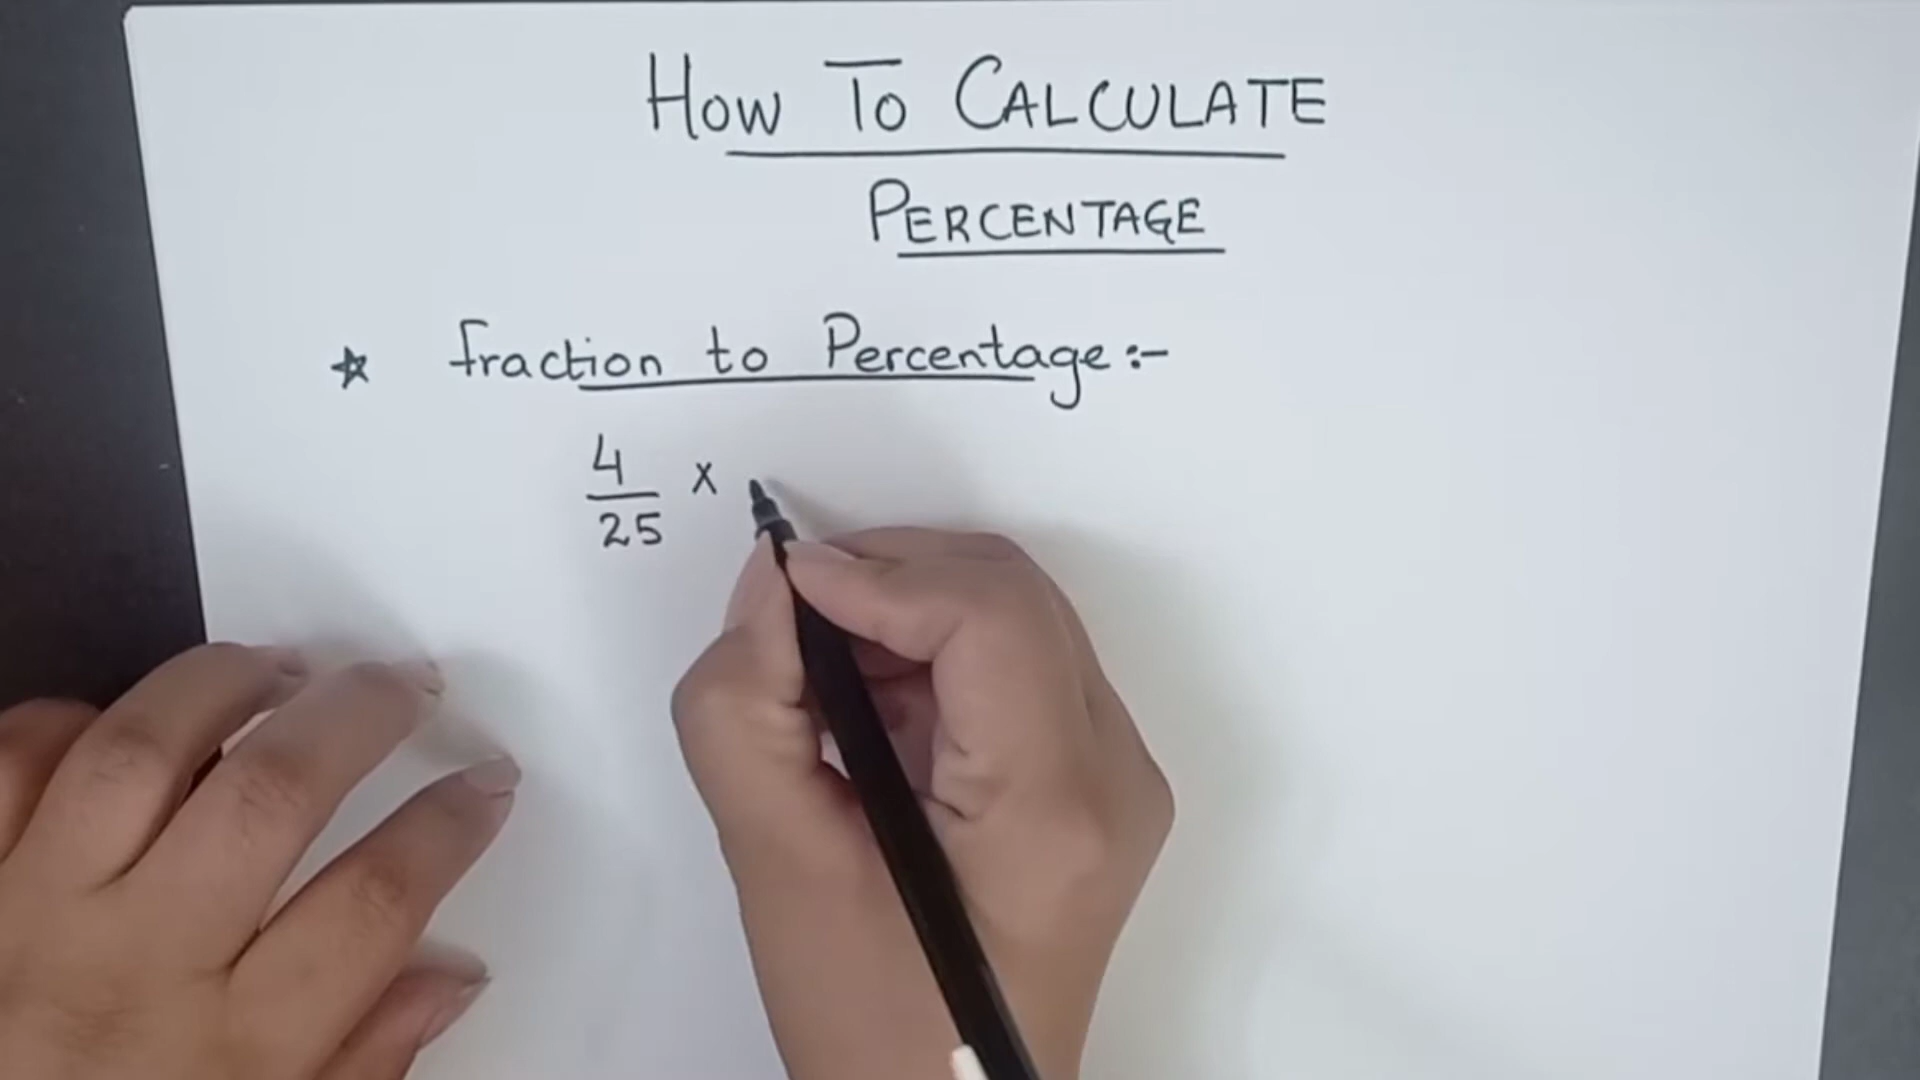 How To CALCULATE
PERCENTAGE
☆ fraction to Percentage:-
4/25 x